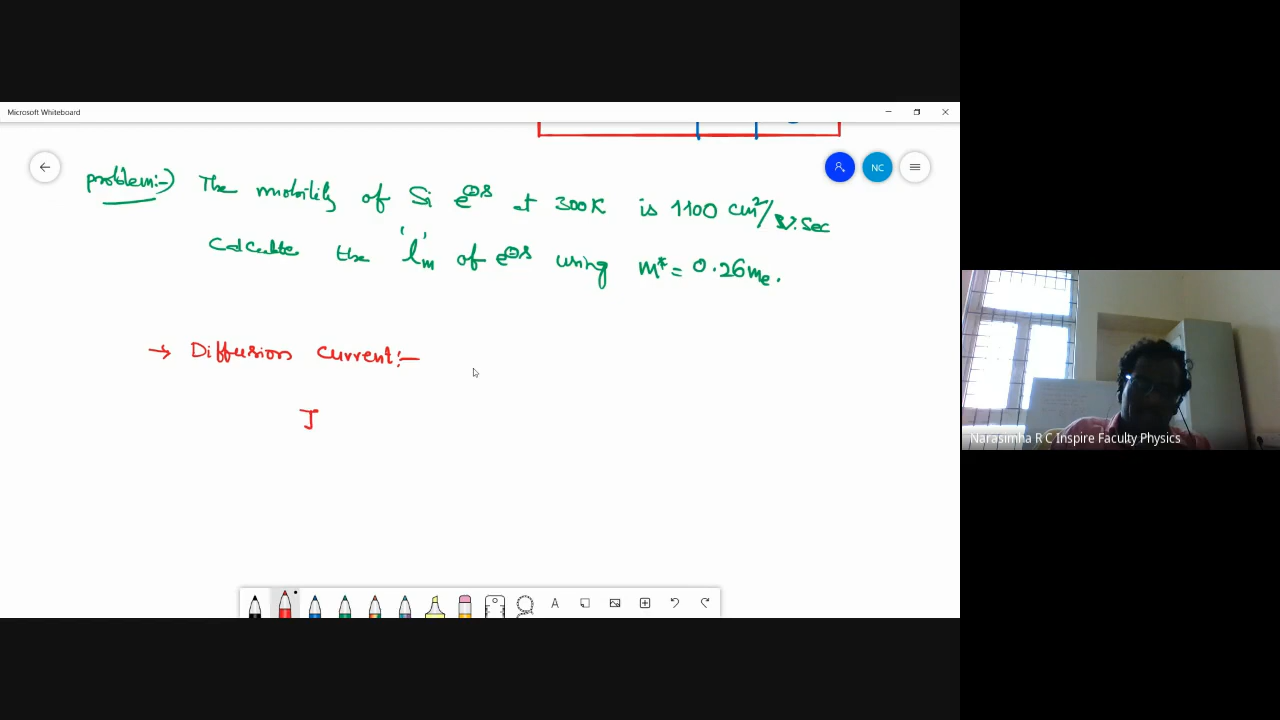 Microsoft Whiteboard
NC
problem:-) The mobility of Si e⊖s at 300K is 1100 cm²/V.Sec
Calculate the 'lm' of e⊖s using m* = 0.26me.
→ Diffusion Current:-
J
A
Narasimha R C Inspire Faculty Physics